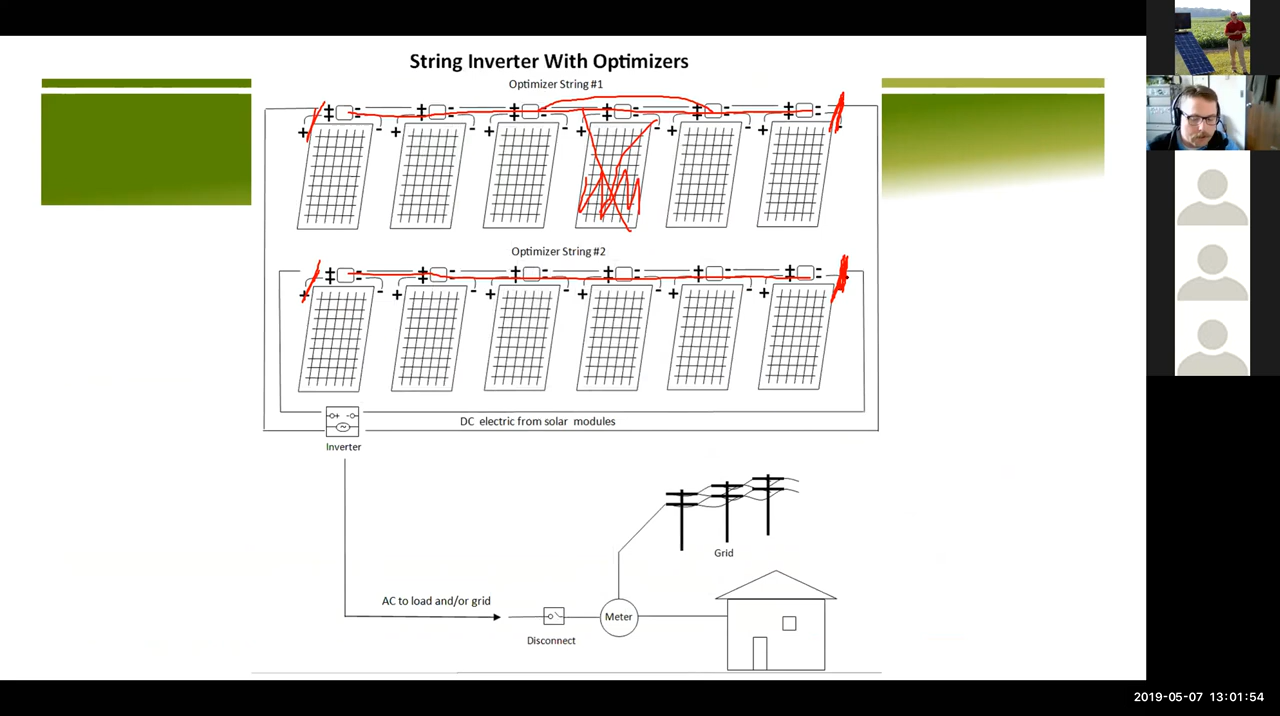 String Inverter With Optimizers
Optimizer String #1
Optimizer String #2
DC electric from solar modules
Inverter
Grid
AC to load and/or grid
Meter
Disconnect
2019-05-07 13:01:54